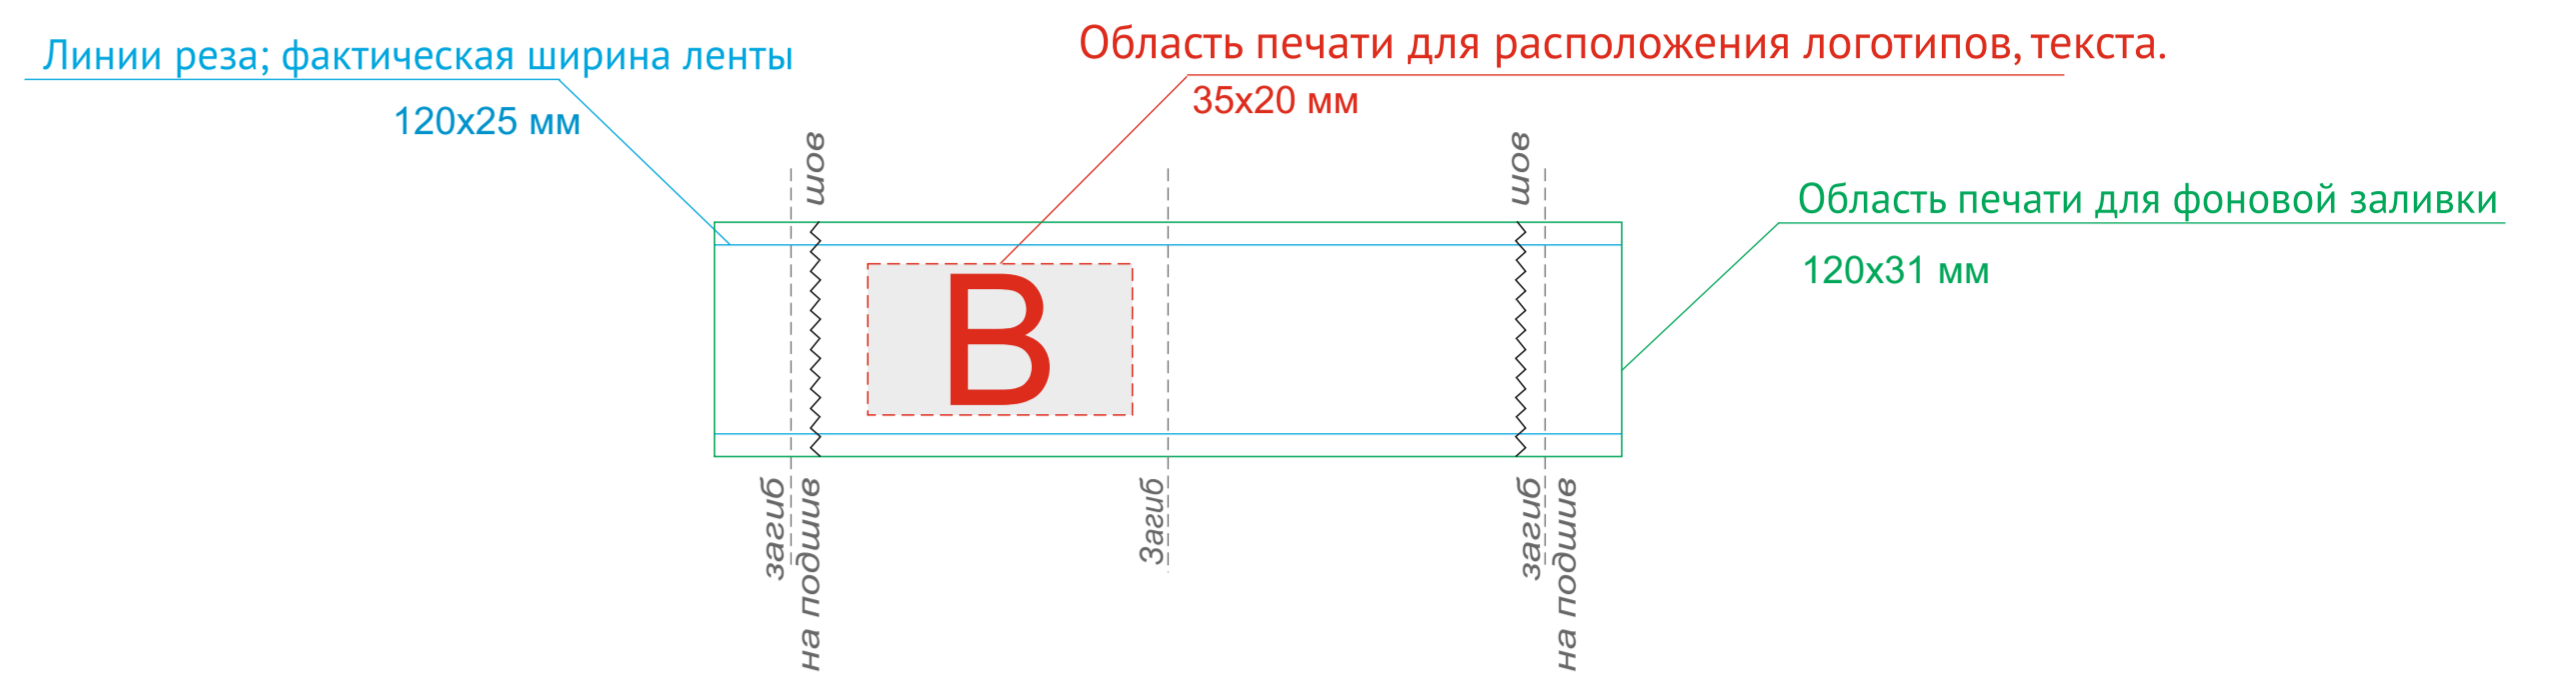 Линии реза; фактическая ширина ленты
120x25 мм
Область печати для расположения логотипов, текста.
35x20 мм
Область печати для фоновой заливки
120x31 мм
шов
шов
B
загиб
на подшив
Загиб
загиб
на подшив